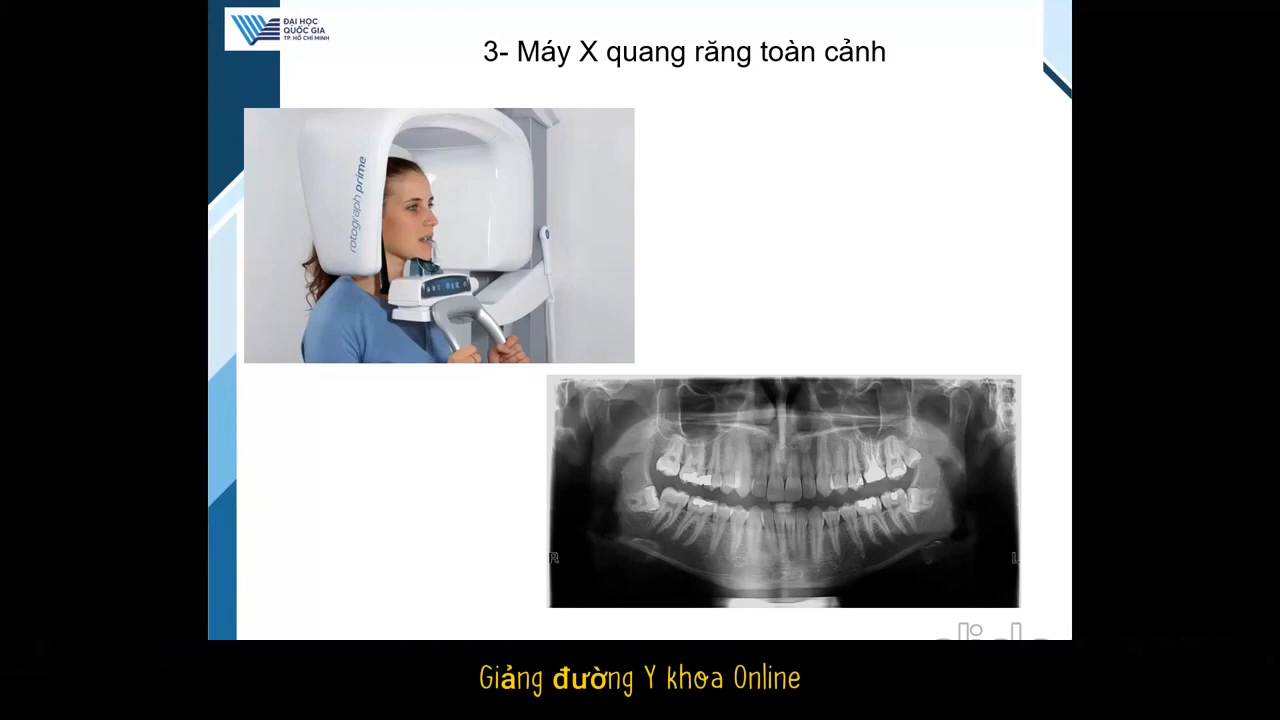 ĐẠI HỌC
QUỐC GIA
TP. HỒ CHÍ MINH
3- Máy X quang răng toàn cảnh
rotograph prime
R
L
Giảng đường Y khoa Online